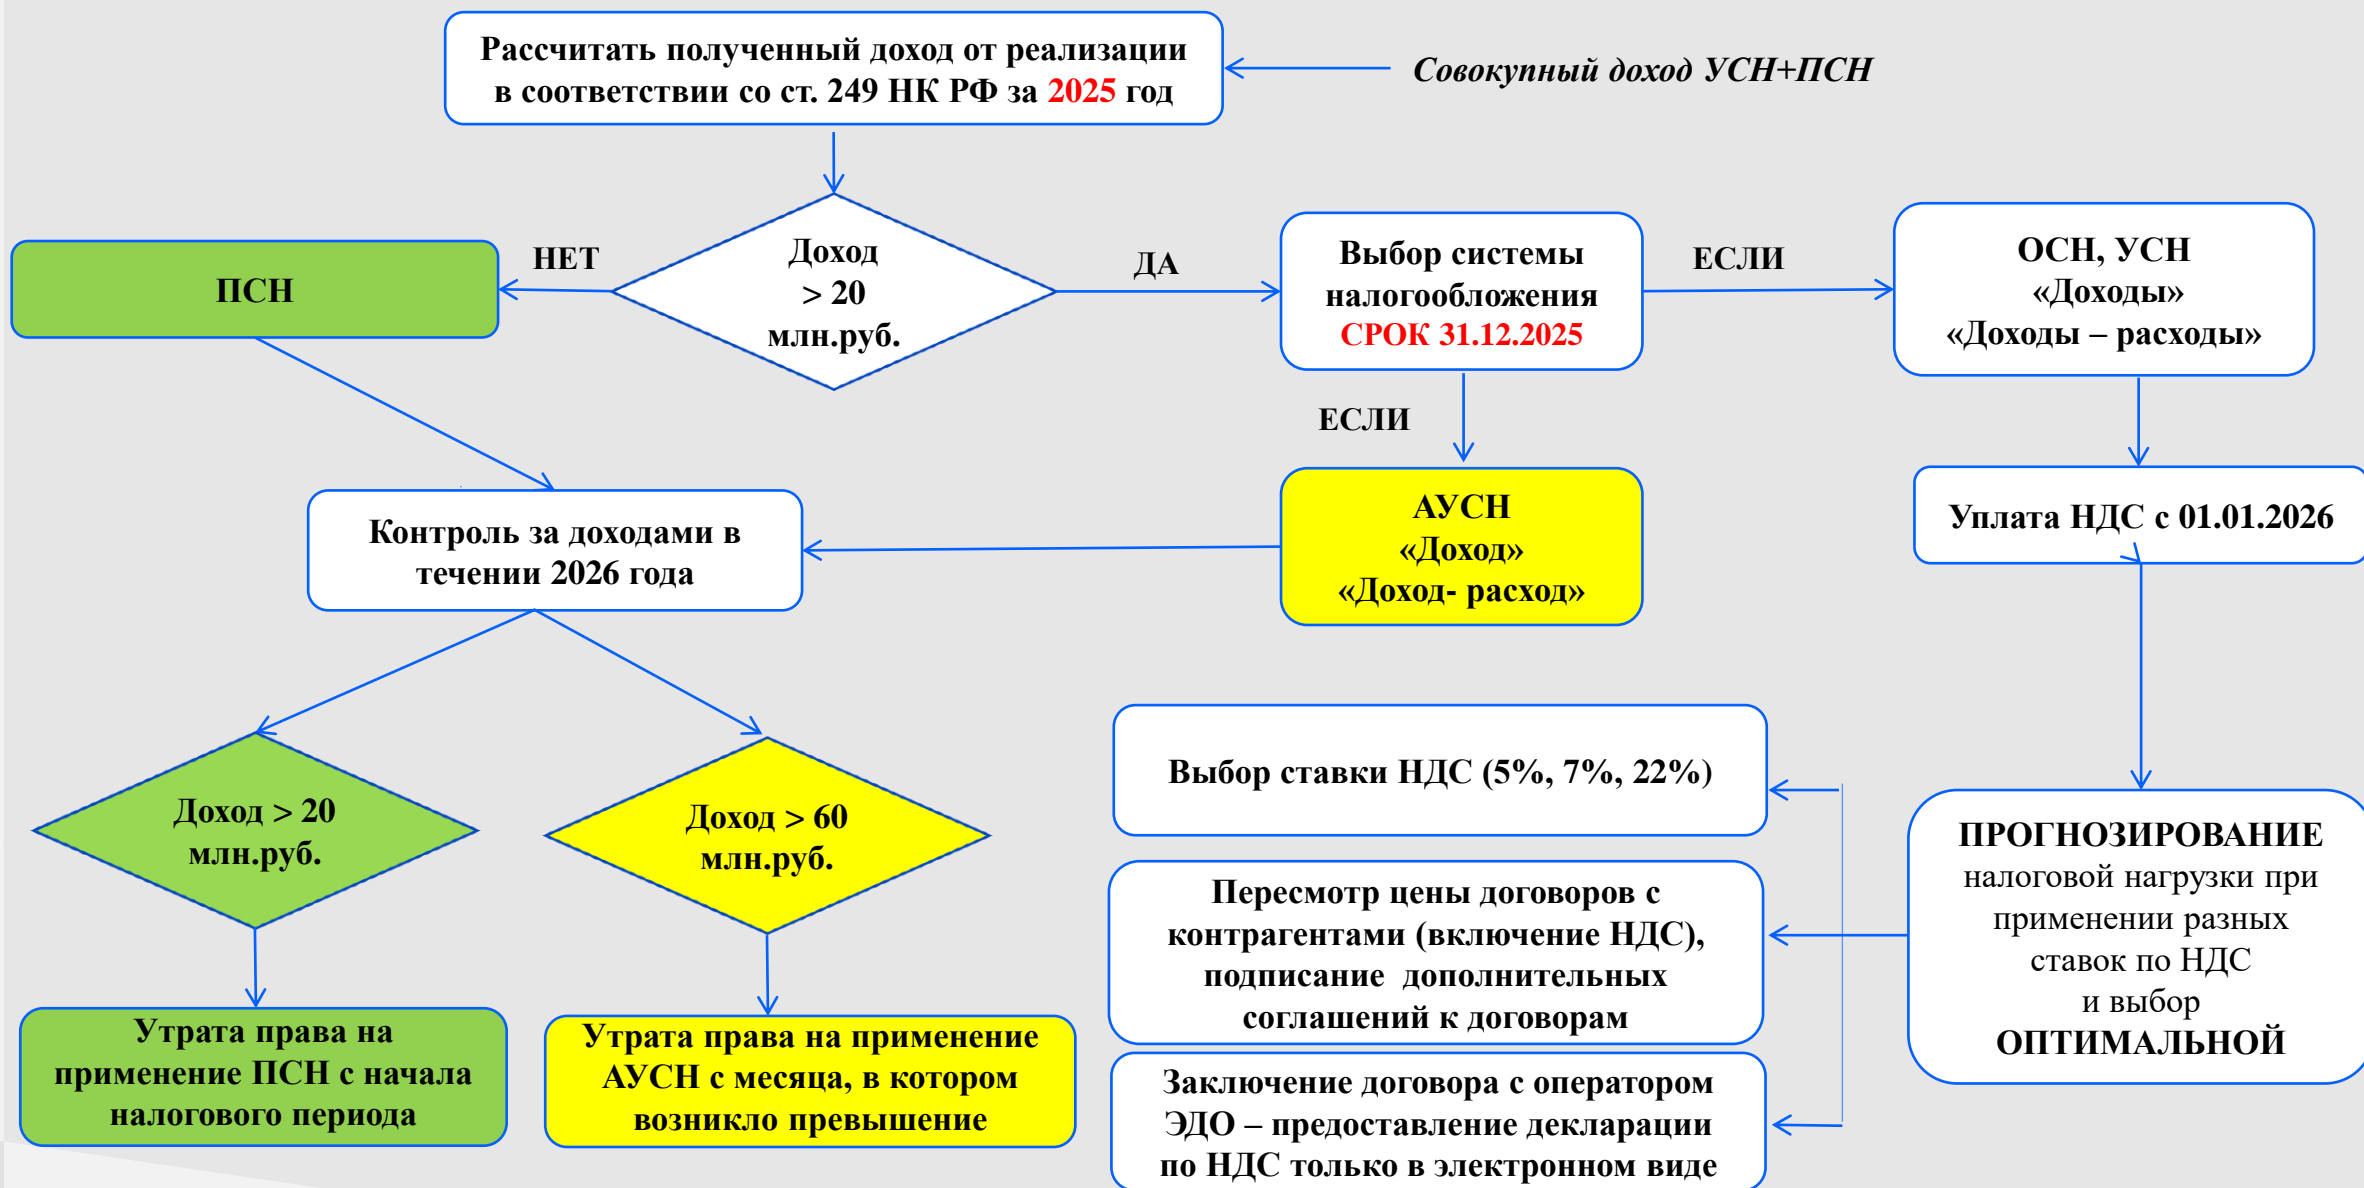 Рассчитать полученный доход от реализации
в соответствии со ст. 249 НК РФ за 2025 год
Совокупный доход УСН+ПСН
ПСН
НЕТ
Доход
> 20
млн.руб.
ДА
Выбор системы
налогообложения
СРОК 31.12.2025
ЕСЛИ
ОСН, УСН
«Доходы»
«Доходы – расходы»
ЕСЛИ
АУСН
«Доход»
«Доход- расход»
Уплата НДС с 01.01.2026
Контроль за доходами в
течении 2026 года
Доход > 20
млн.руб.
Доход > 60
млн.руб.
Утрата права на
применение ПСН с начала
налогового периода
Утрата права на применение
АУСН с месяца, в котором
возникло превышение
Выбор ставки НДС (5%, 7%, 22%)
Пересмотр цены договоров с
контрагентами (включение НДС),
подписание дополнительных
соглашений к договорам
Заключение договора с оператором
ЭДО – предоставление декларации
по НДС только в электронном виде
ПРОГНОЗИРОВАНИЕ
налоговой нагрузки при
применении разных
ставок по НДС
и выбор
ОПТИМАЛЬНОЙ